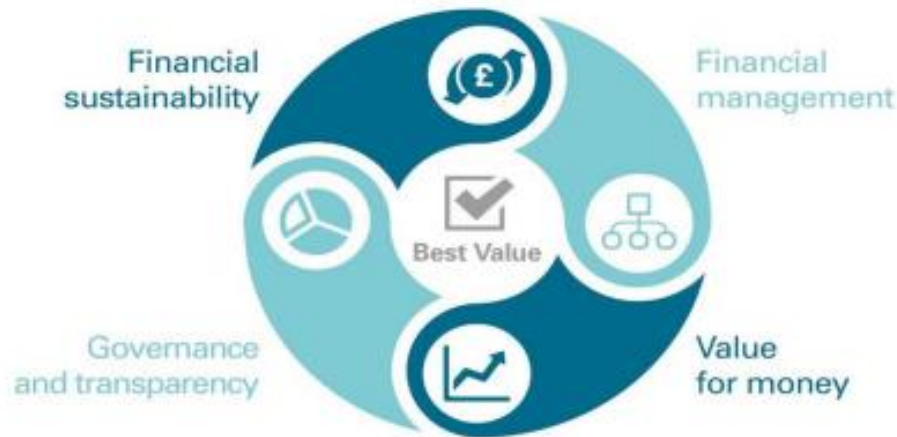 Financial
sustainability
£
Financial
management
Best Value
Governance
and transparency
Value
for money